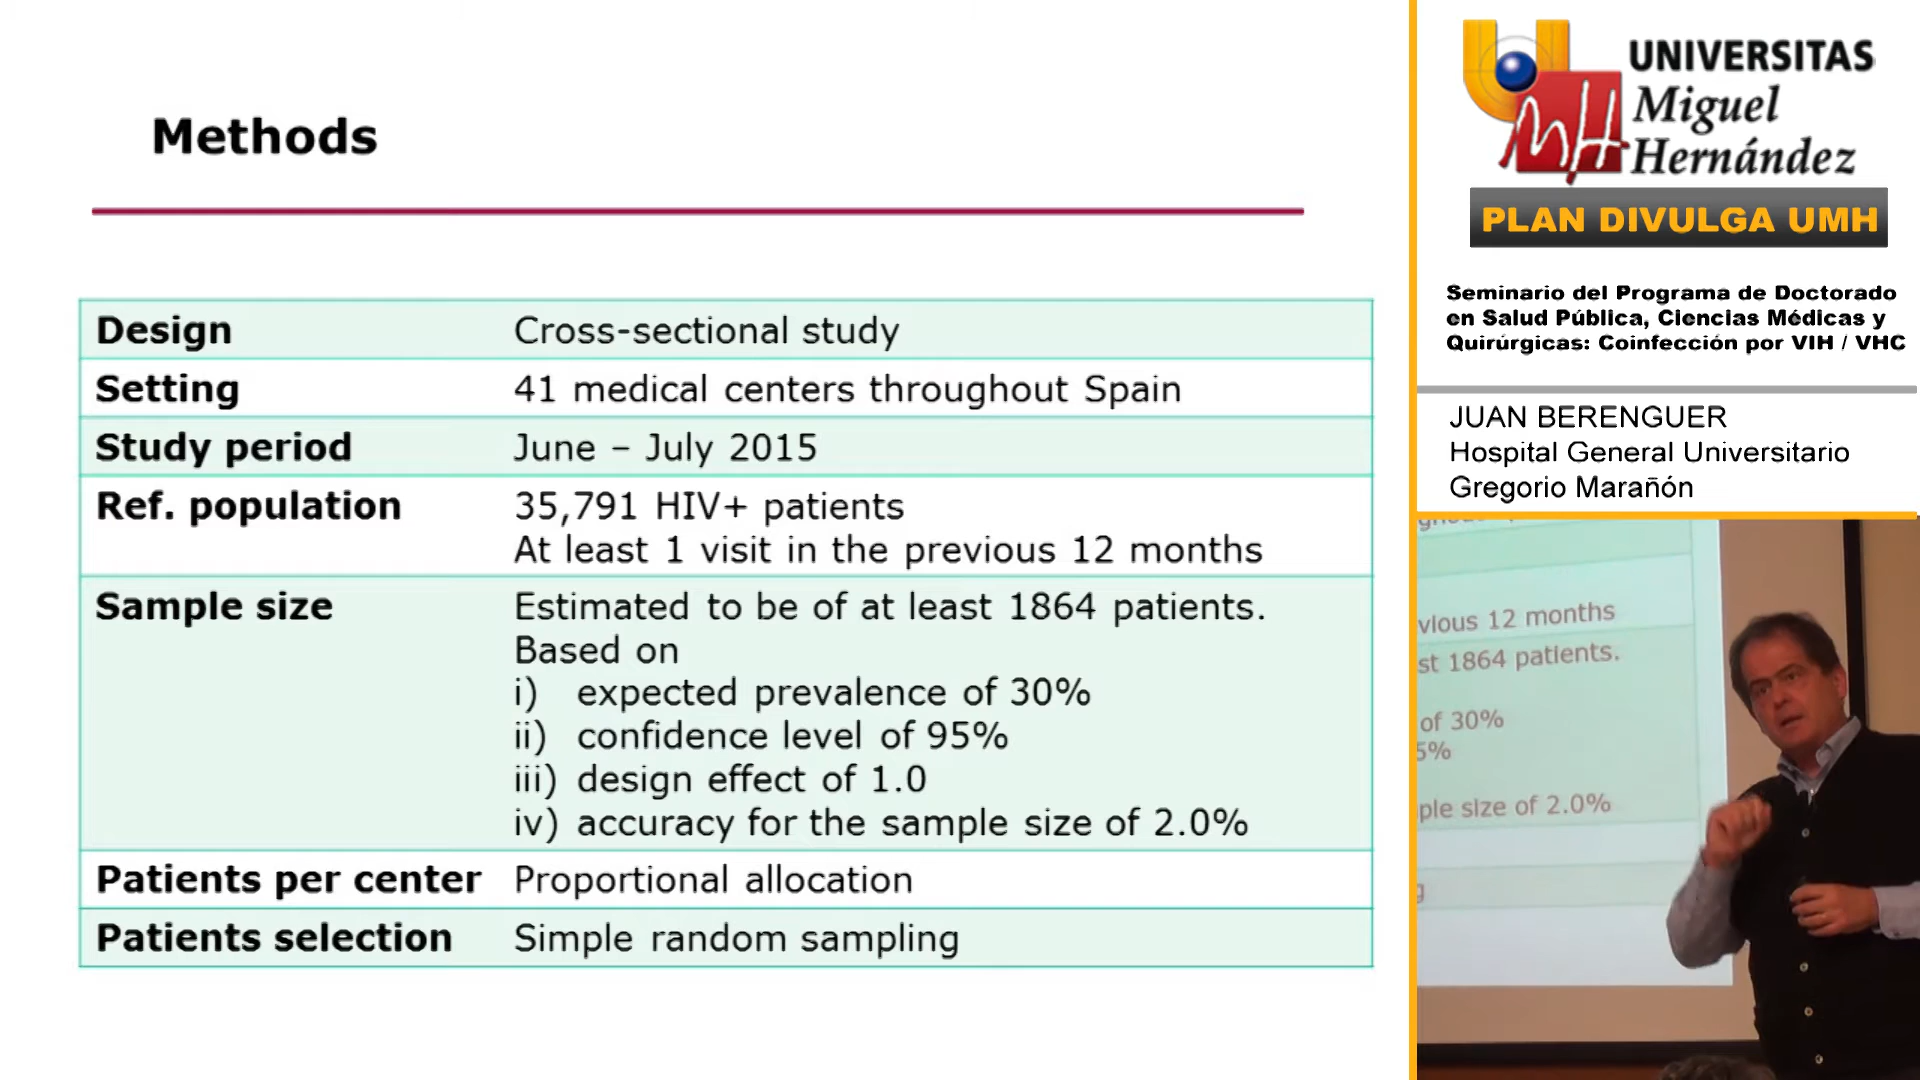 Methods
Design Cross-sectional study
Setting 41 medical centers throughout Spain
Study period June – July 2015
Ref. population 35,791 HIV+ patients
At least 1 visit in the previous 12 months
Sample size Estimated to be of at least 1864 patients.
Based on
i) expected prevalence of 30%
ii) confidence level of 95%
iii) design effect of 1.0
iv) accuracy for the sample size of 2.0%
Patients per center Proportional allocation
Patients selection Simple random sampling
UNIVERSITAS
Miguel
Hernández
PLAN DIVULGA UMH
Seminario del Programa de Doctorado
en Salud Pública, Ciencias Médicas y
Quirúrgicas: Coinfección por VIH / VHC
JUAN BERENGUER
Hospital General Universitario
Gregorio Marañón
vious 12 months
st 1864 patients.
of 30%
5%
ple size of 2.0%
g